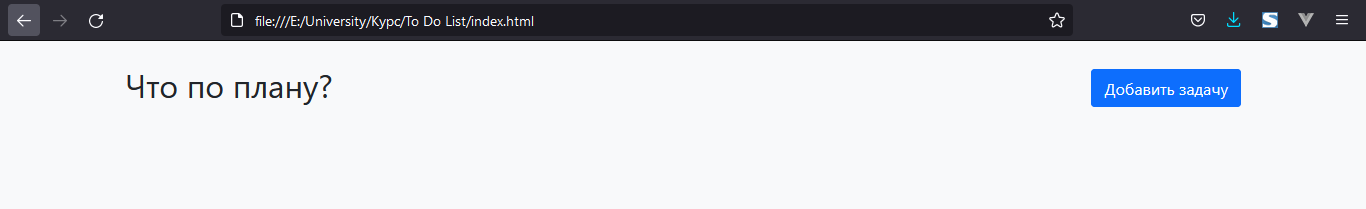 file:///E:/University/Курс/To Do List/index.html
Что по плану?
Добавить задачу